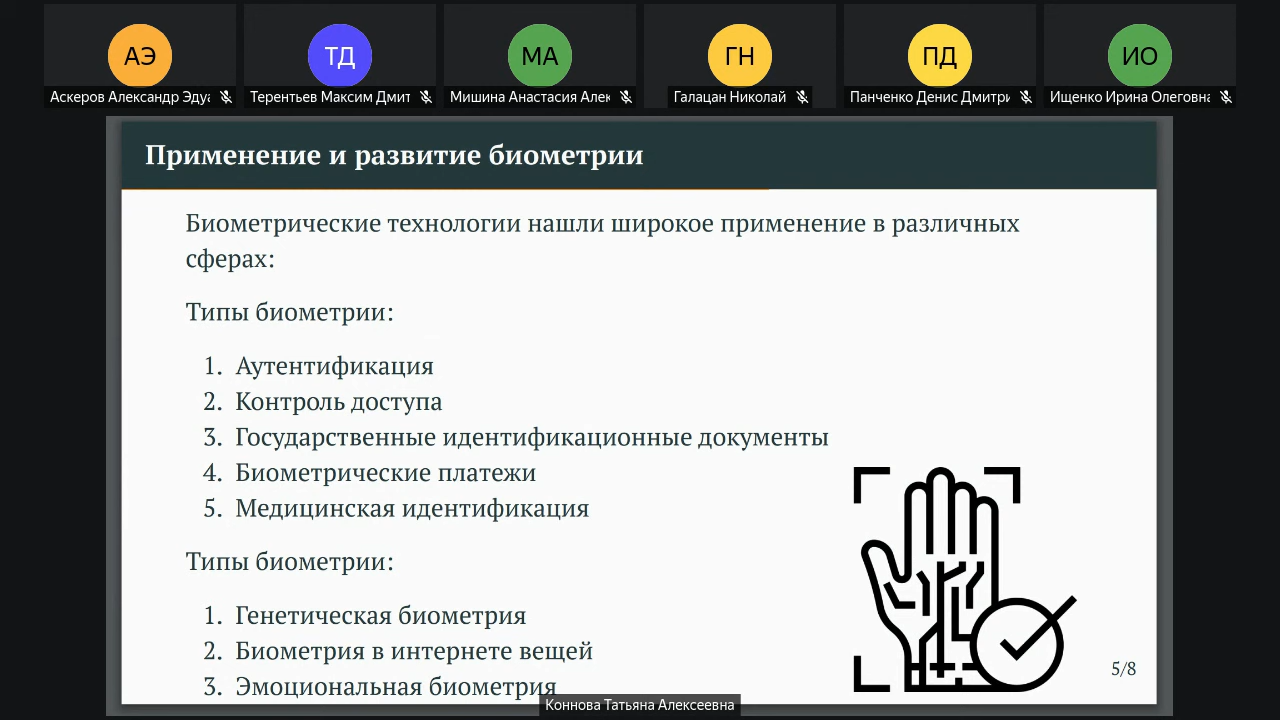 АЭ
ТД
МА
ГН
ПД
ИО
Аскеров Александр Эдуа
Терентьев Максим Дмит
Мишина Анастасия Алек
Галацан Николай
Панченко Денис Дмитри
Ищенко Ирина Олеговна
Применение и развитие биометрии
Биометрические технологии нашли широкое применение в различных
сферах:
Типы биометрии:
1. Аутентификация
2. Контроль доступа
3. Государственные идентификационные документы
4. Биометрические платежи
5. Медицинская идентификация
Типы биометрии:
1. Генетическая биометрия
2. Биометрия в интернете вещей
3. Эмоциональная биометрия
5/8
Коннова Татьяна Алексеевна